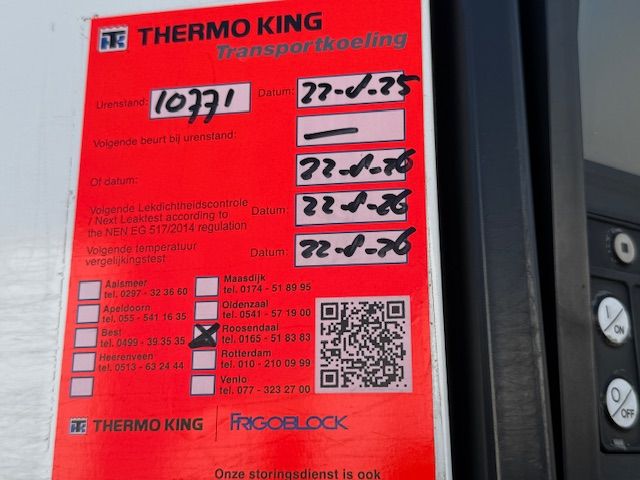 THERMO KING
Transportkoeling
Urenstand: 10771 Datum: 22-8-25
Volgende beurt bij urenstand: —
Of datum: 22-8-26
Volgende Lekdichtheidscontrole
/ Next Leaktest according to Datum: 22-8-26
the NEN EG 517/2014 regulation
Volgende temperatuur
vergelijkingstest Datum: 22-8-26
Aalsmeer
tel. 0297 - 32 36 60
Apeldoorn
tel. 055 - 541 16 35
Best
tel. 0499 - 39 35 35
Heerenveen
tel. 0513 - 63 24 44
Maasdijk
tel. 0174 - 51 89 95
Oldenzaal
tel. 0541 - 57 19 00
Roosendaal
tel. 0165 - 51 83 83
Rotterdam
tel. 010 - 210 09 99
Venlo
tel. 077 - 323 27 00
THERMO KING FRIGOBLOCK
Onze storingsdienst is ook
I/ON
O/OFF